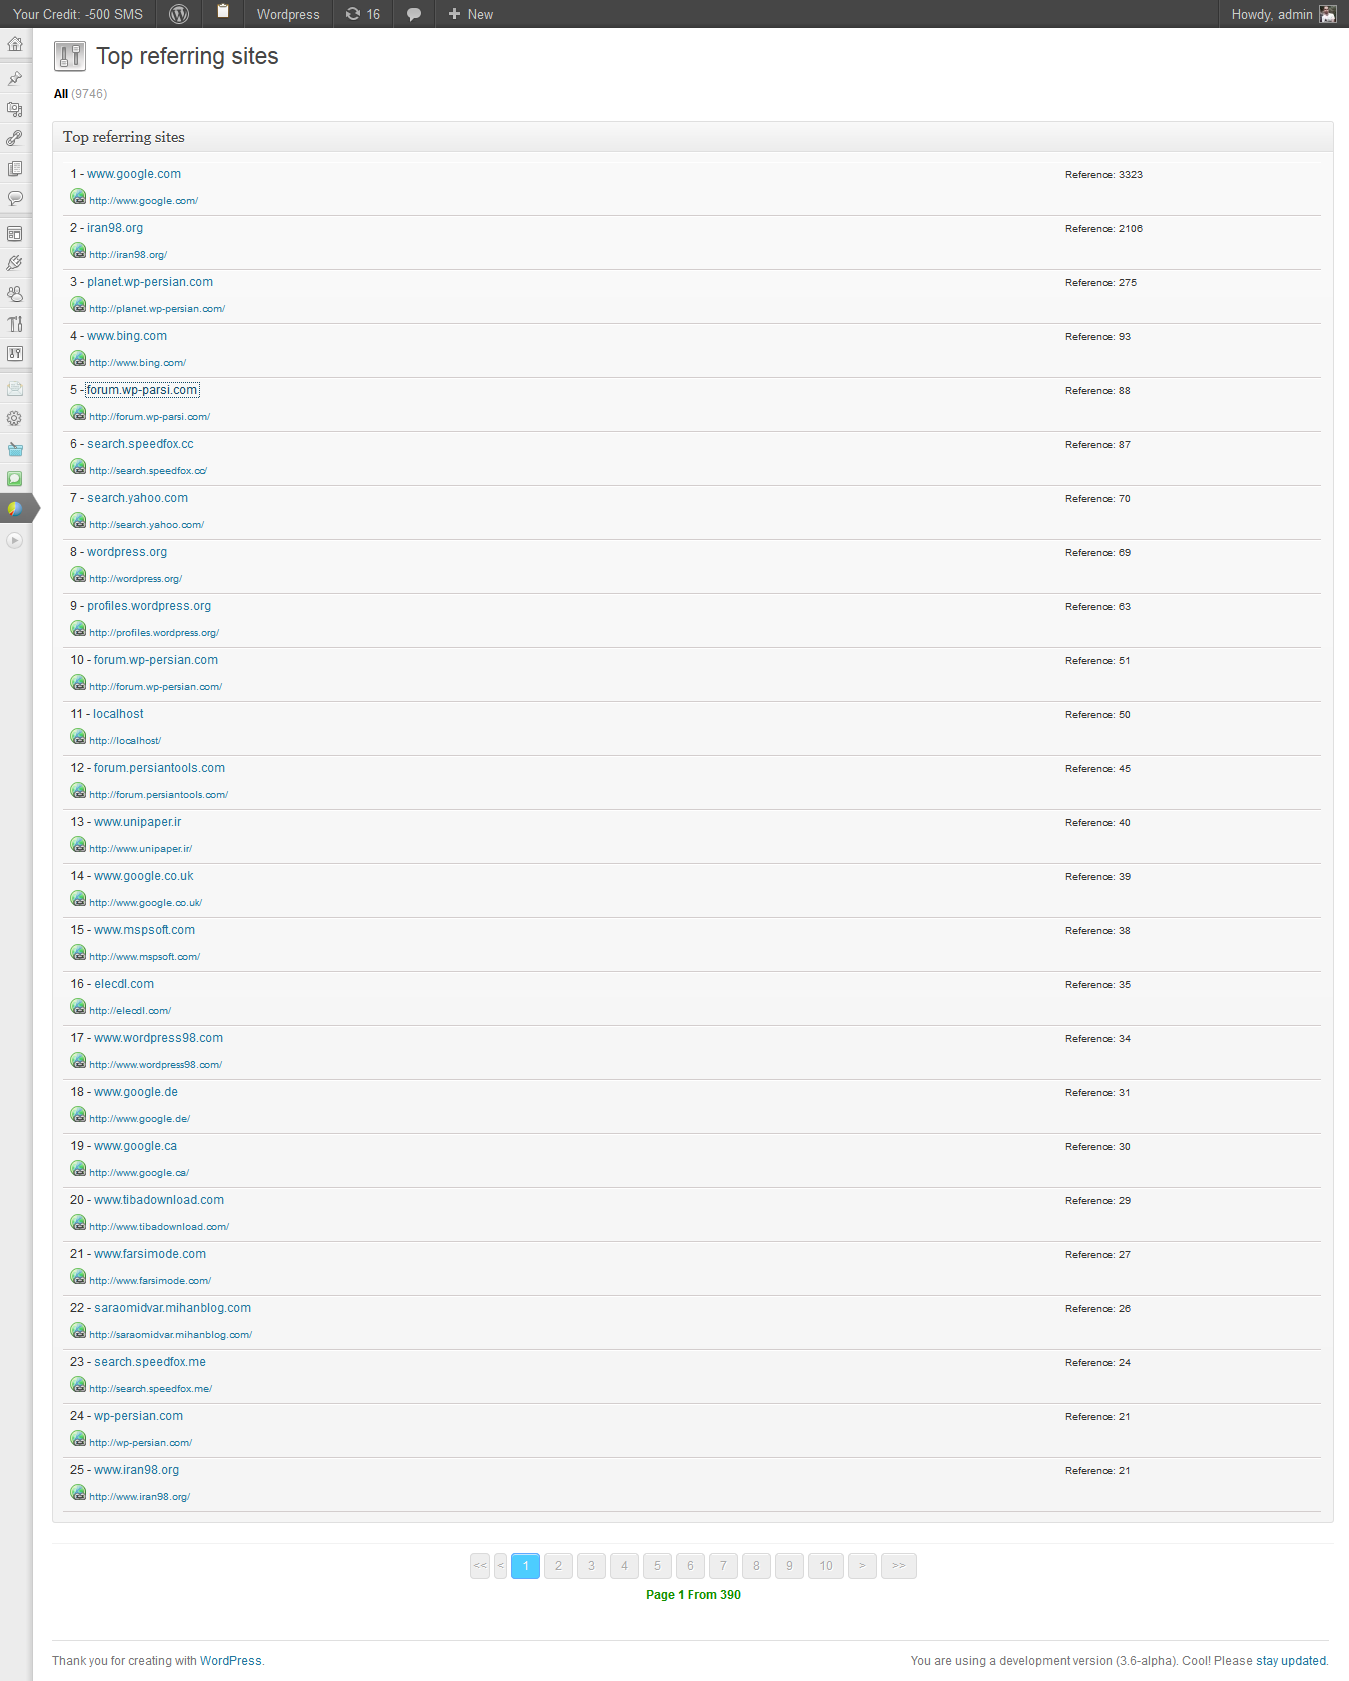 Your Credit: -500 SMS Wordpress 16 New Howdy, admin
Top referring sites
All (9746)
Top referring sites
1 - www.google.com Reference: 3323
http://www.google.com/
2 - iran98.org Reference: 2106
http://iran98.org/
3 - planet.wp-persian.com Reference: 275
http://planet.wp-persian.com/
4 - www.bing.com Reference: 93
http://www.bing.com/
5 - forum.wp-parsi.com Reference: 88
http://forum.wp-parsi.com/
6 - search.speedfox.cc Reference: 87
http://search.speedfox.cc/
7 - search.yahoo.com Reference: 70
http://search.yahoo.com/
8 - wordpress.org Reference: 69
http://wordpress.org/
9 - profiles.wordpress.org Reference: 63
http://profiles.wordpress.org/
10 - forum.wp-persian.com Reference: 51
http://forum.wp-persian.com/
11 - localhost Reference: 50
http://localhost/
12 - forum.persiantools.com Reference: 45
http://forum.persiantools.com/
13 - www.unipaper.ir Reference: 40
http://www.unipaper.ir/
14 - www.google.co.uk Reference: 39
http://www.google.co.uk/
15 - www.mspsoft.com Reference: 38
http://www.mspsoft.com/
16 - elecdl.com Reference: 35
http://elecdl.com/
17 - www.wordpress98.com Reference: 34
http://www.wordpress98.com/
18 - www.google.de Reference: 31
http://www.google.de/
19 - www.google.ca Reference: 30
http://www.google.ca/
20 - www.tibadownload.com Reference: 29
http://www.tibadownload.com/
21 - www.farsimode.com Reference: 27
http://www.farsimode.com/
22 - saraomidvar.mihanblog.com Reference: 26
http://saraomidvar.mihanblog.com/
23 - search.speedfox.me Reference: 24
http://search.speedfox.me/
24 - wp-persian.com Reference: 21
http://wp-persian.com/
25 - www.iran98.org Reference: 21
http://www.iran98.org/
<< < 1 2 3 4 5 6 7 8 9 10 > >>
Page 1 From 390
Thank you for creating with WordPress. You are using a development version (3.6-alpha). Cool! Please stay updated.